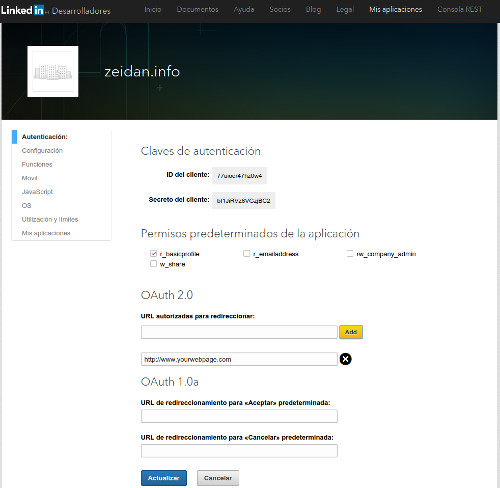 Linked in Desarrolladores
Inicio Documentos Ayuda Socios Blog Legal Mis aplicaciones Consola REST
zeidan.info
Autenticación:
Configuración
Funciones
Móvil
JavaScript
OS
Utilización y límites
Mis aplicaciones
Claves de autenticación
ID del cliente:
Secreto del cliente:
Permisos predeterminados de la aplicación
r_basicprofile r_emailaddress rw_company_admin
w_share
OAuth 2.0
URL autorizadas para redireccionar:
Add
http://www.yourwebpage.com
OAuth 1.0a
URL de redireccionamiento para «Aceptar» predeterminada:
URL de redireccionamiento para «Cancelar» predeterminada:
Actualizar Cancelar